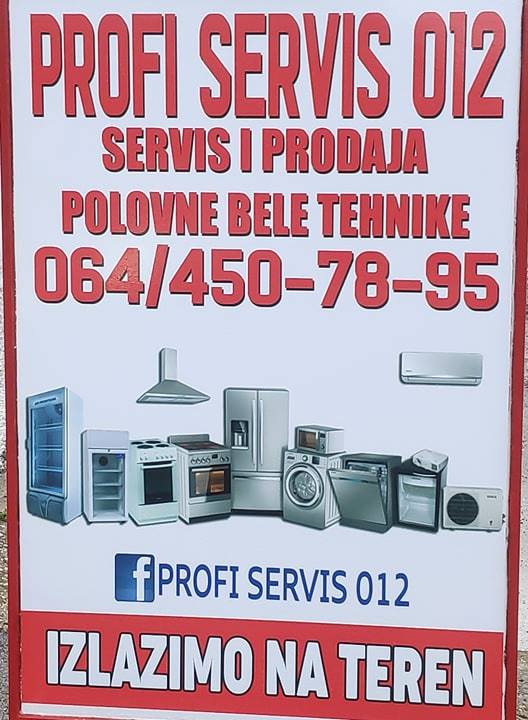 PROFI SERVIS 012
SERVIS I PRODAJA
POLOVNE BELE TEHNIKE
064/450-78-95
f PROFI SERVIS 012
IZLAZIMO NA TEREN